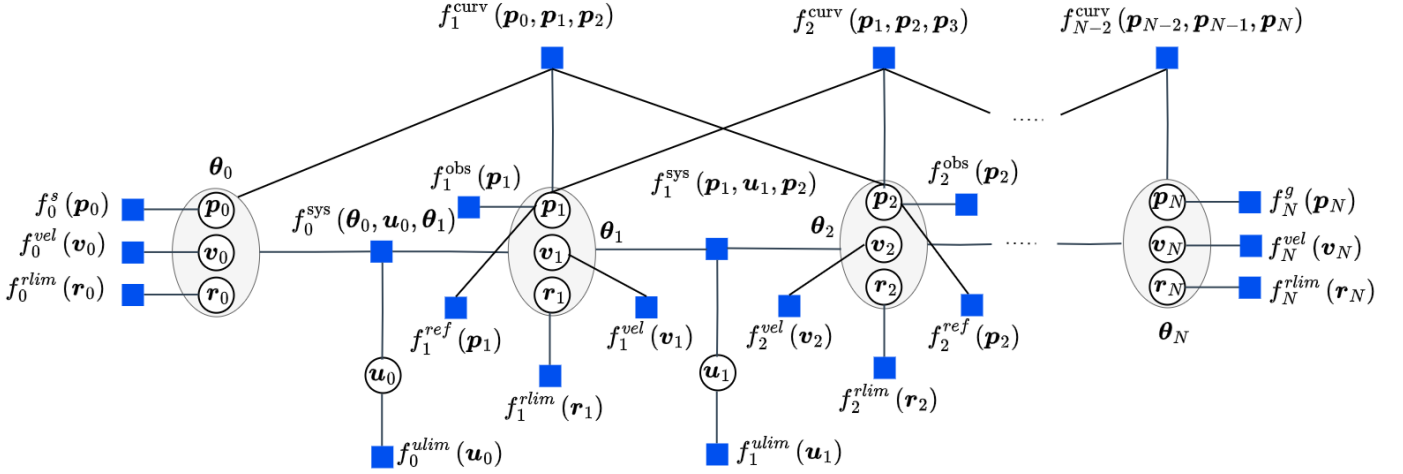 f_1^{curv} (p_0, p_1, p_2)
f_2^{curv} (p_1, p_2, p_3)
f_{N-2}^{curv} (p_{N-2}, p_{N-1}, p_N)
.....
θ_0
f_1^{obs} (p_1)
f_1^{sys} (p_1, u_1, p_2)
f_2^{obs} (p_2)
f_0^s (p_0)
p_0
f_0^{sys} (θ_0, u_0, θ_1)
p_1
θ_1
θ_2
p_2
p_N
f_N^g (p_N)
f_0^{vel} (v_0)
v_0
v_1
v_2
.....
v_N
f_N^{vel} (v_N)
f_0^{rlim} (r_0)
r_0
r_1
r_2
r_N
f_N^{rlim} (r_N)
f_1^{ref} (p_1)
f_1^{vel} (v_1)
f_2^{vel} (v_2)
f_2^{ref} (p_2)
θ_N
u_0
u_1
f_1^{rlim} (r_1)
f_2^{rlim} (r_2)
f_0^{ulim} (u_0)
f_1^{ulim} (u_1)